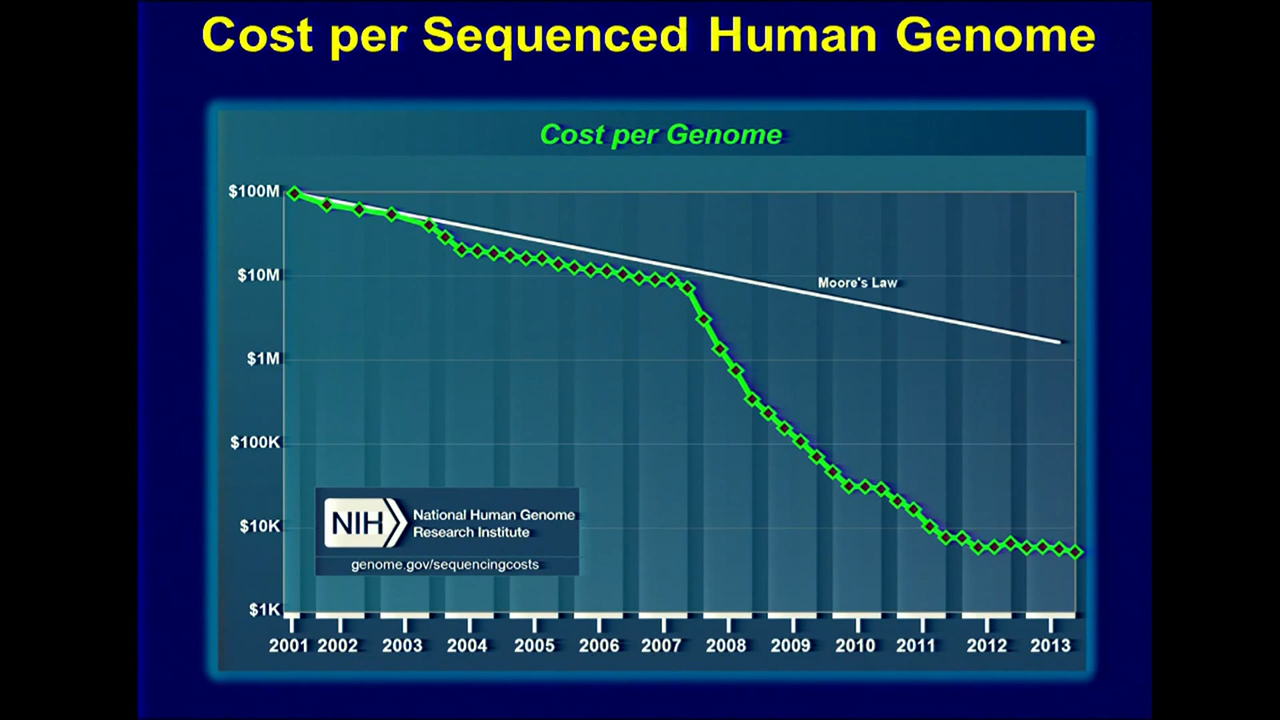 Cost per Sequenced Human Genome
Cost per Genome
$100M
$10M
Moore's Law
$1M
$100K
NIH
National Human Genome
Research Institute
genome.gov/sequencingcosts
$10K
$1K
2001 2002 2003 2004 2005 2006 2007 2008 2009 2010 2011 2012 2013